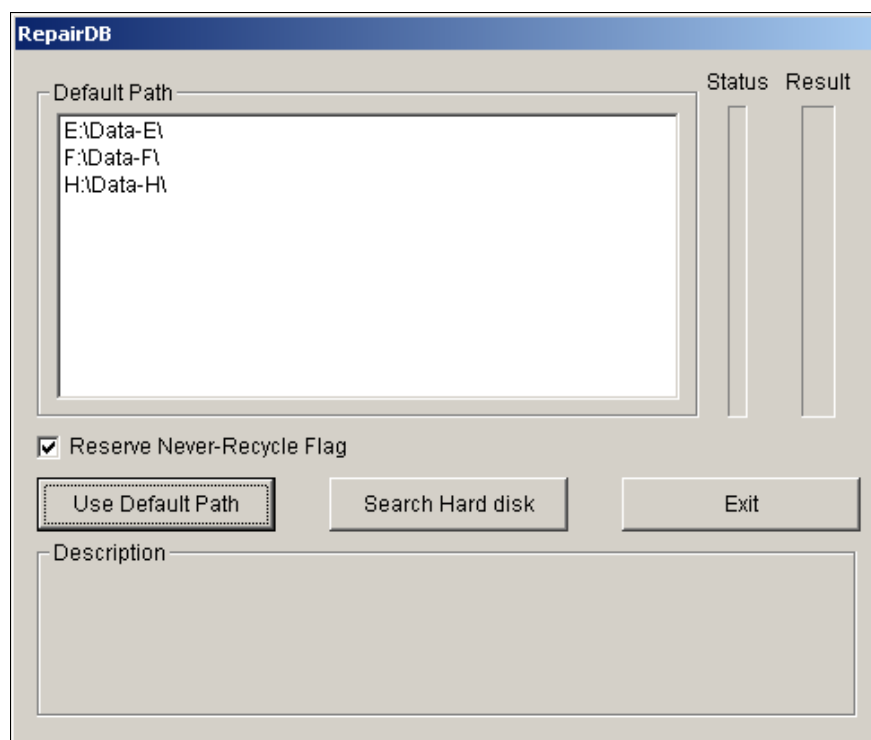 RepairDB
Status Result
Default Path
E:\Data-E\
F:\Data-F\
H:\Data-H\
Reserve Never-Recycle Flag
Use Default Path Search Hard disk Exit
Description